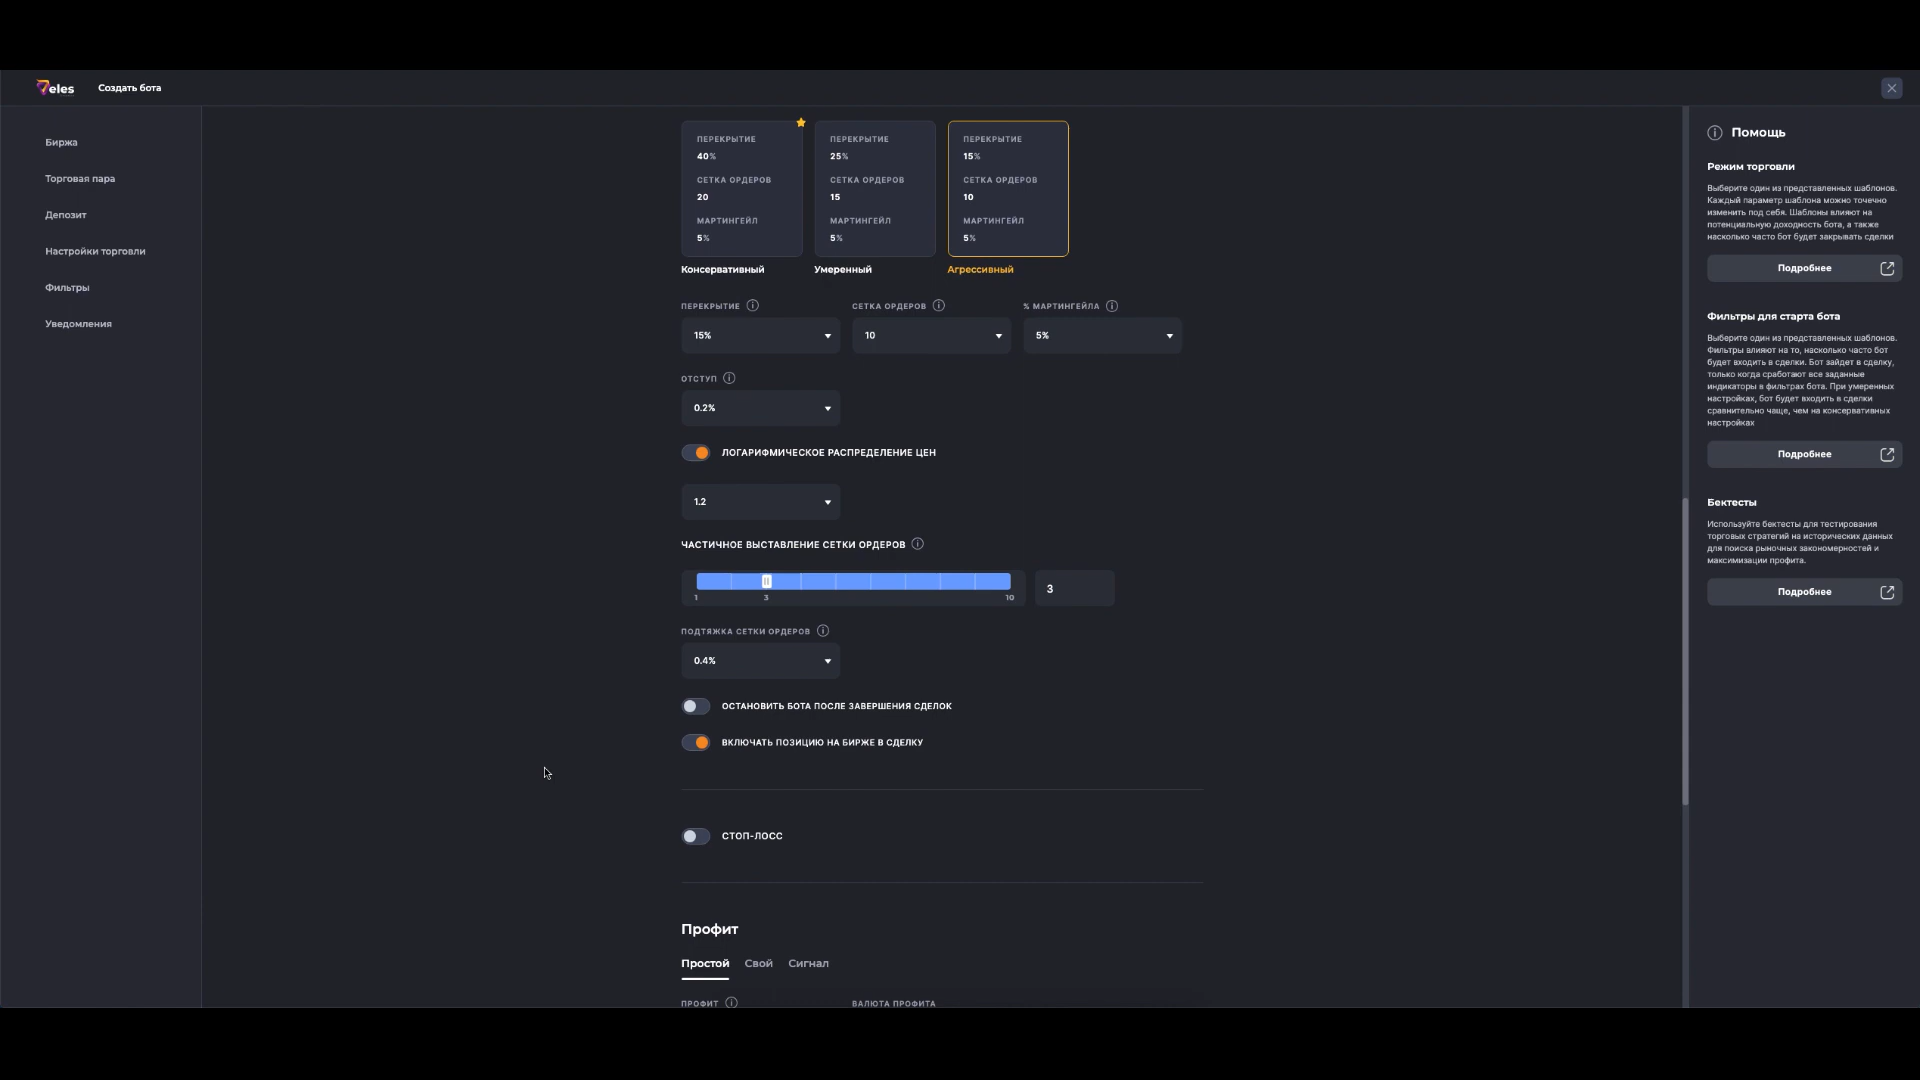 Veles
Создать бота
Биржа
Торговая пара
Депозит
Настройки торговли
Фильтры
Уведомления
ПЕРЕКРЫТИЕ
40%
СЕТКА ОРДЕРОВ
20
МАРТИНГЕЙЛ
5%
Консервативный
ПЕРЕКРЫТИЕ
25%
СЕТКА ОРДЕРОВ
15
МАРТИНГЕЙЛ
5%
Умеренный
ПЕРЕКРЫТИЕ
15%
СЕТКА ОРДЕРОВ
10
МАРТИНГЕЙЛ
5%
Агрессивный
ПЕРЕКРЫТИЕ
15%
СЕТКА ОРДЕРОВ
10
% МАРТИНГЕЙЛА
5%
ОТСТУП
0.2%
ЛОГАРИФМИЧЕСКОЕ РАСПРЕДЕЛЕНИЕ ЦЕН
1.2
ЧАСТИЧНОЕ ВЫСТАВЛЕНИЕ СЕТКИ ОРДЕРОВ
1 3 10
3
ПОДТЯЖКА СЕТКИ ОРДЕРОВ
0.4%
ОСТАНОВИТЬ БОТА ПОСЛЕ ЗАВЕРШЕНИЯ СДЕЛОК
ВКЛЮЧАТЬ ПОЗИЦИЮ НА БИРЖЕ В СДЕЛКУ
СТОП-ЛОСС
Профит
Простой Свой Сигнал
ПРОФИТ ВАЛЮТА ПРОФИТА
Помощь
Режим торговли
Выберите один из представленных шаблонов.
Каждый параметр шаблона можно точечно
изменить под себя. Шаблоны влияют на
потенциальную доходность бота, а также
насколько часто бот будет закрывать сделки
Подробнее
Фильтры для старта бота
Выберите один из представленных шаблонов.
Фильтры влияют на то, насколько часто бот
будет входить в сделки. Бот зайдет в сделку,
только когда сработают все заданные
индикаторы в фильтрах бота. При умеренных
настройках, бот будет входить в сделки
сравнительно чаще, чем на консервативных
настройках
Подробнее
Бектесты
Используйте бектесты для тестирования
торговых стратегий на исторических данных
для поиска рыночных закономерностей и
максимизации профита.
Подробнее